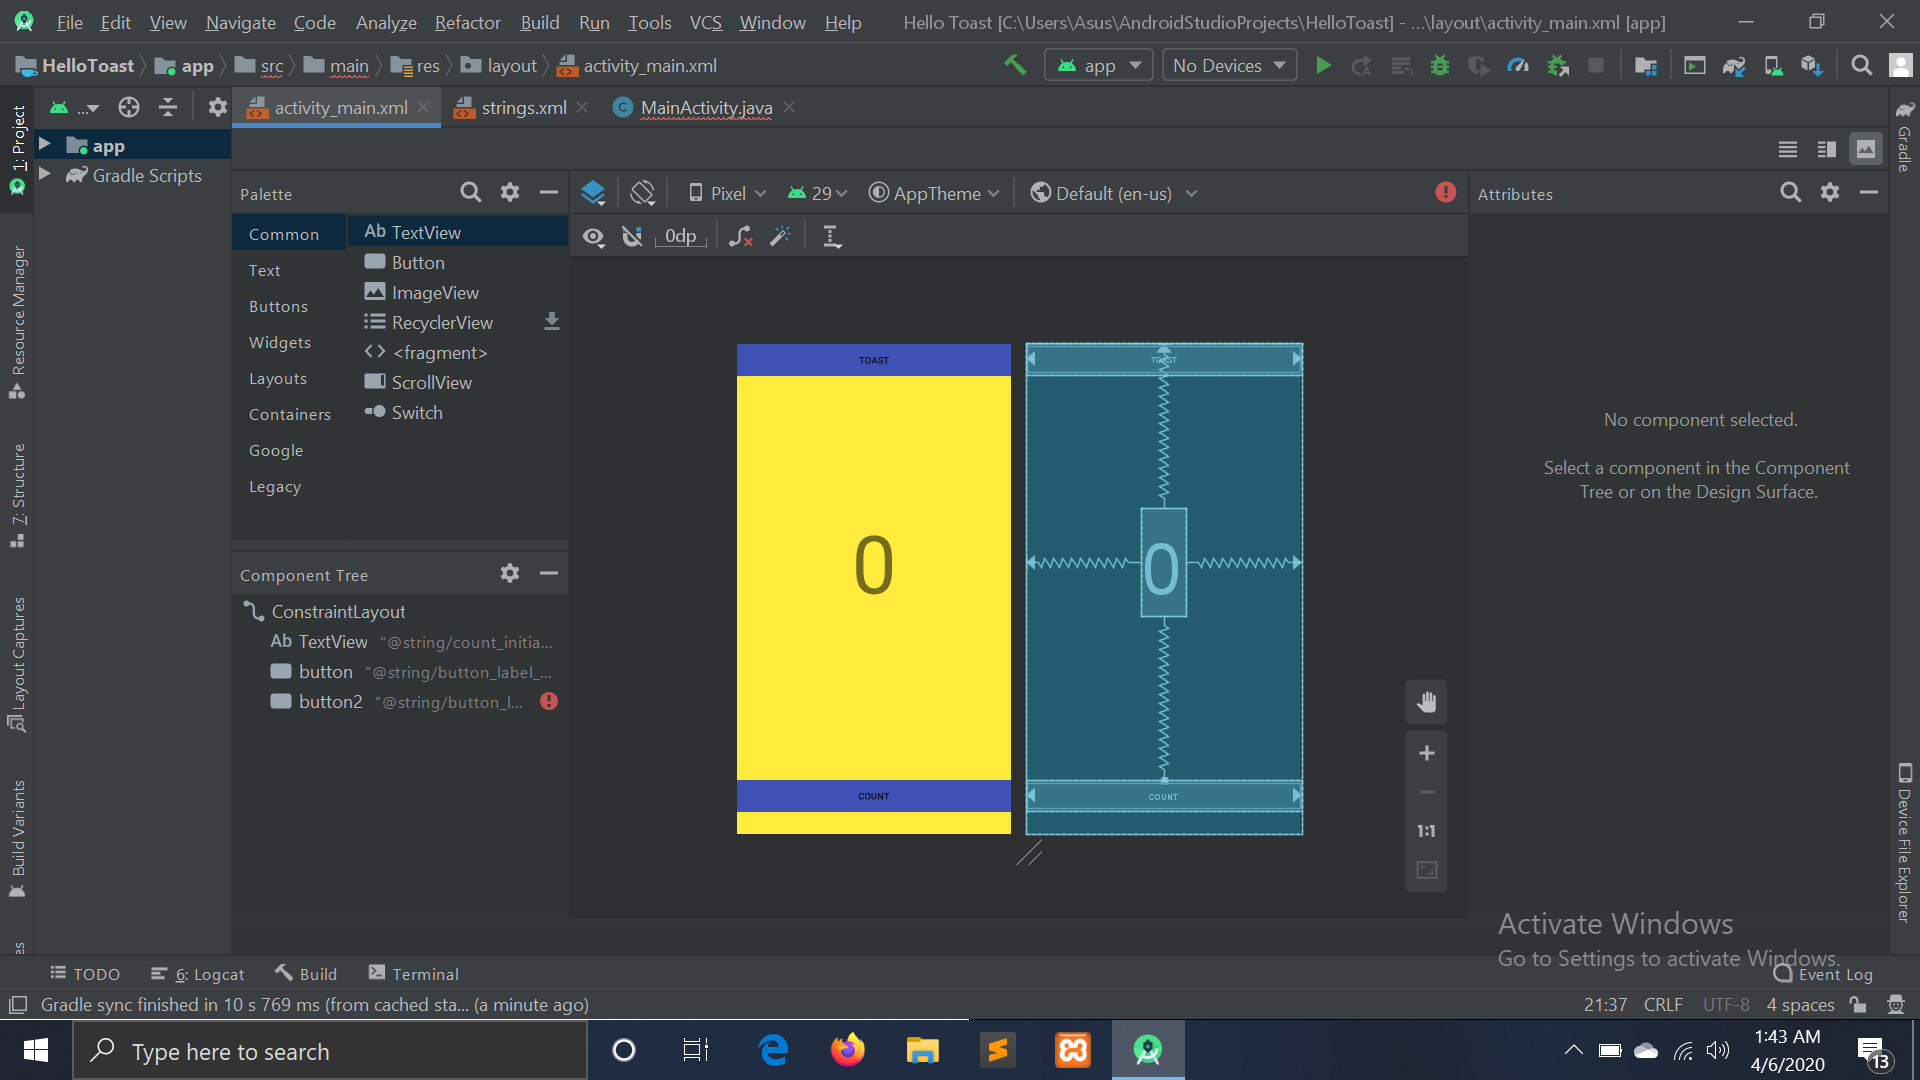 File Edit View Navigate Code Analyze Refactor Build Run Tools VCS Window Help Hello Toast [C:\Users\Asus\AndroidStudioProjects\HelloToast] - ...\layout\activity_main.xml [app]
HelloToast app src main res layout activity_main.xml app No Devices
... activity_main.xml strings.xml MainActivity.java
1: Project
app
Gradle Scripts
Resource Manager
7: Structure
Layout Captures
Build Variants
Palette
Common
Text
Buttons
Widgets
Layouts
Containers
Google
Legacy
Ab TextView
Button
ImageView
RecyclerView
<fragment>
ScrollView
Switch
Component Tree
ConstraintLayout
Ab TextView "@string/count_initia...
button "@string/button_label_...
button2 "@string/button_l...
Pixel 29 AppTheme Default (en-us)
0dp
TOAST
0
COUNT
TOAST
0
COUNT
1:1
Attributes
No component selected.
Select a component in the Component
Tree or on the Design Surface.
Gradle
Device File Explorer
Activate Windows
Go to Settings to activate Windows.
TODO 6: Logcat Build Terminal Event Log
Gradle sync finished in 10 s 769 ms (from cached sta... (a minute ago) 21:37 CRLF UTF-8 4 spaces
Type here to search
1:43 AM
4/6/2020
13